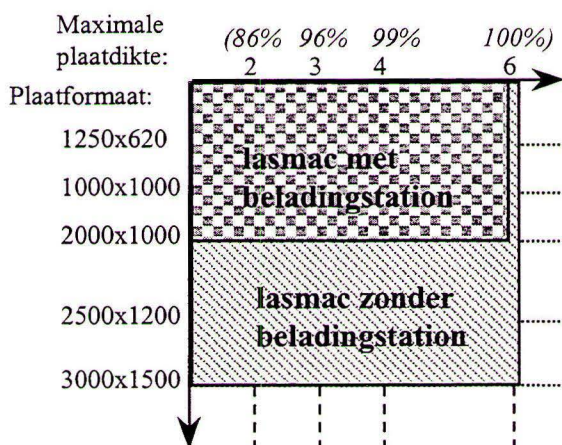 Maximale (86% 96% 99% 100%)
plaatdikte: 2 3 4 6
Plaatformaat:
1250x620
lasmac met
1000x1000
beladingstation
2000x1000
lasmac zonder
2500x1200
beladingstation
3000x1500